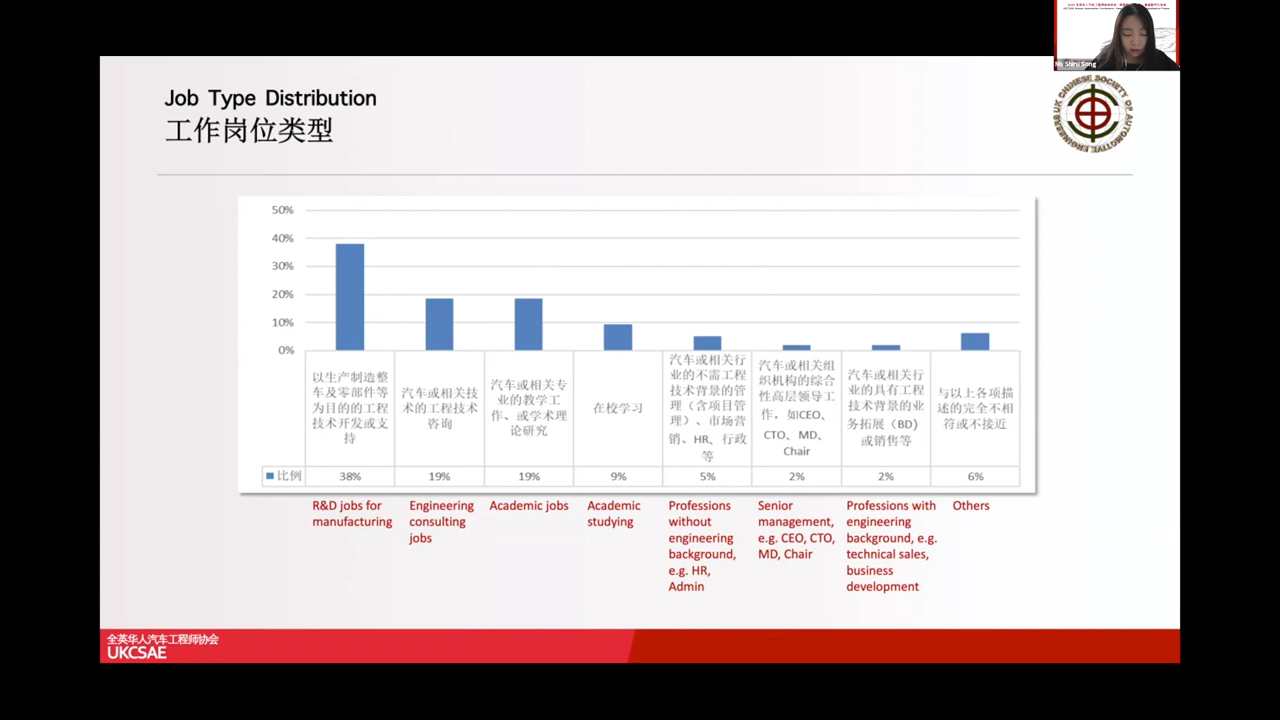 Ms Shiru Song
Job Type Distribution
工作岗位类型
UK CHINESE SOCIETY OF AUTOMOTIVE ENGINEERS
50%
40%
30%
20%
10%
0%
以生产制造整
车及零部件等
为目的的工程
技术开发或支
持
汽车或相关技
术的工程技术
咨询
汽车或相关专
业的教学工
作、或学术理
论研究
在校学习
汽车或相关行
业的不需工程
技术背景的管
理（含项目管
理）、市场营
销、HR、行政
等
汽车或相关组
织机构的综合
性高层领导工
作，如CEO、
CTO、MD、
Chair
汽车或相关行
业的具有工程
技术背景的业
务拓展（BD）
或销售等
与以上各项描
述的完全不相
符或不接近
比例 38% 19% 19% 9% 5% 2% 2% 6%
R&D jobs for
manufacturing
Engineering
consulting
jobs
Academic jobs
Academic
studying
Professions
without
engineering
background,
e.g. HR,
Admin
Senior
management,
e.g. CEO, CTO,
MD, Chair
Professions with
engineering
background, e.g.
technical sales,
business
development
Others
全英华人汽车工程师协会
UKCSAE